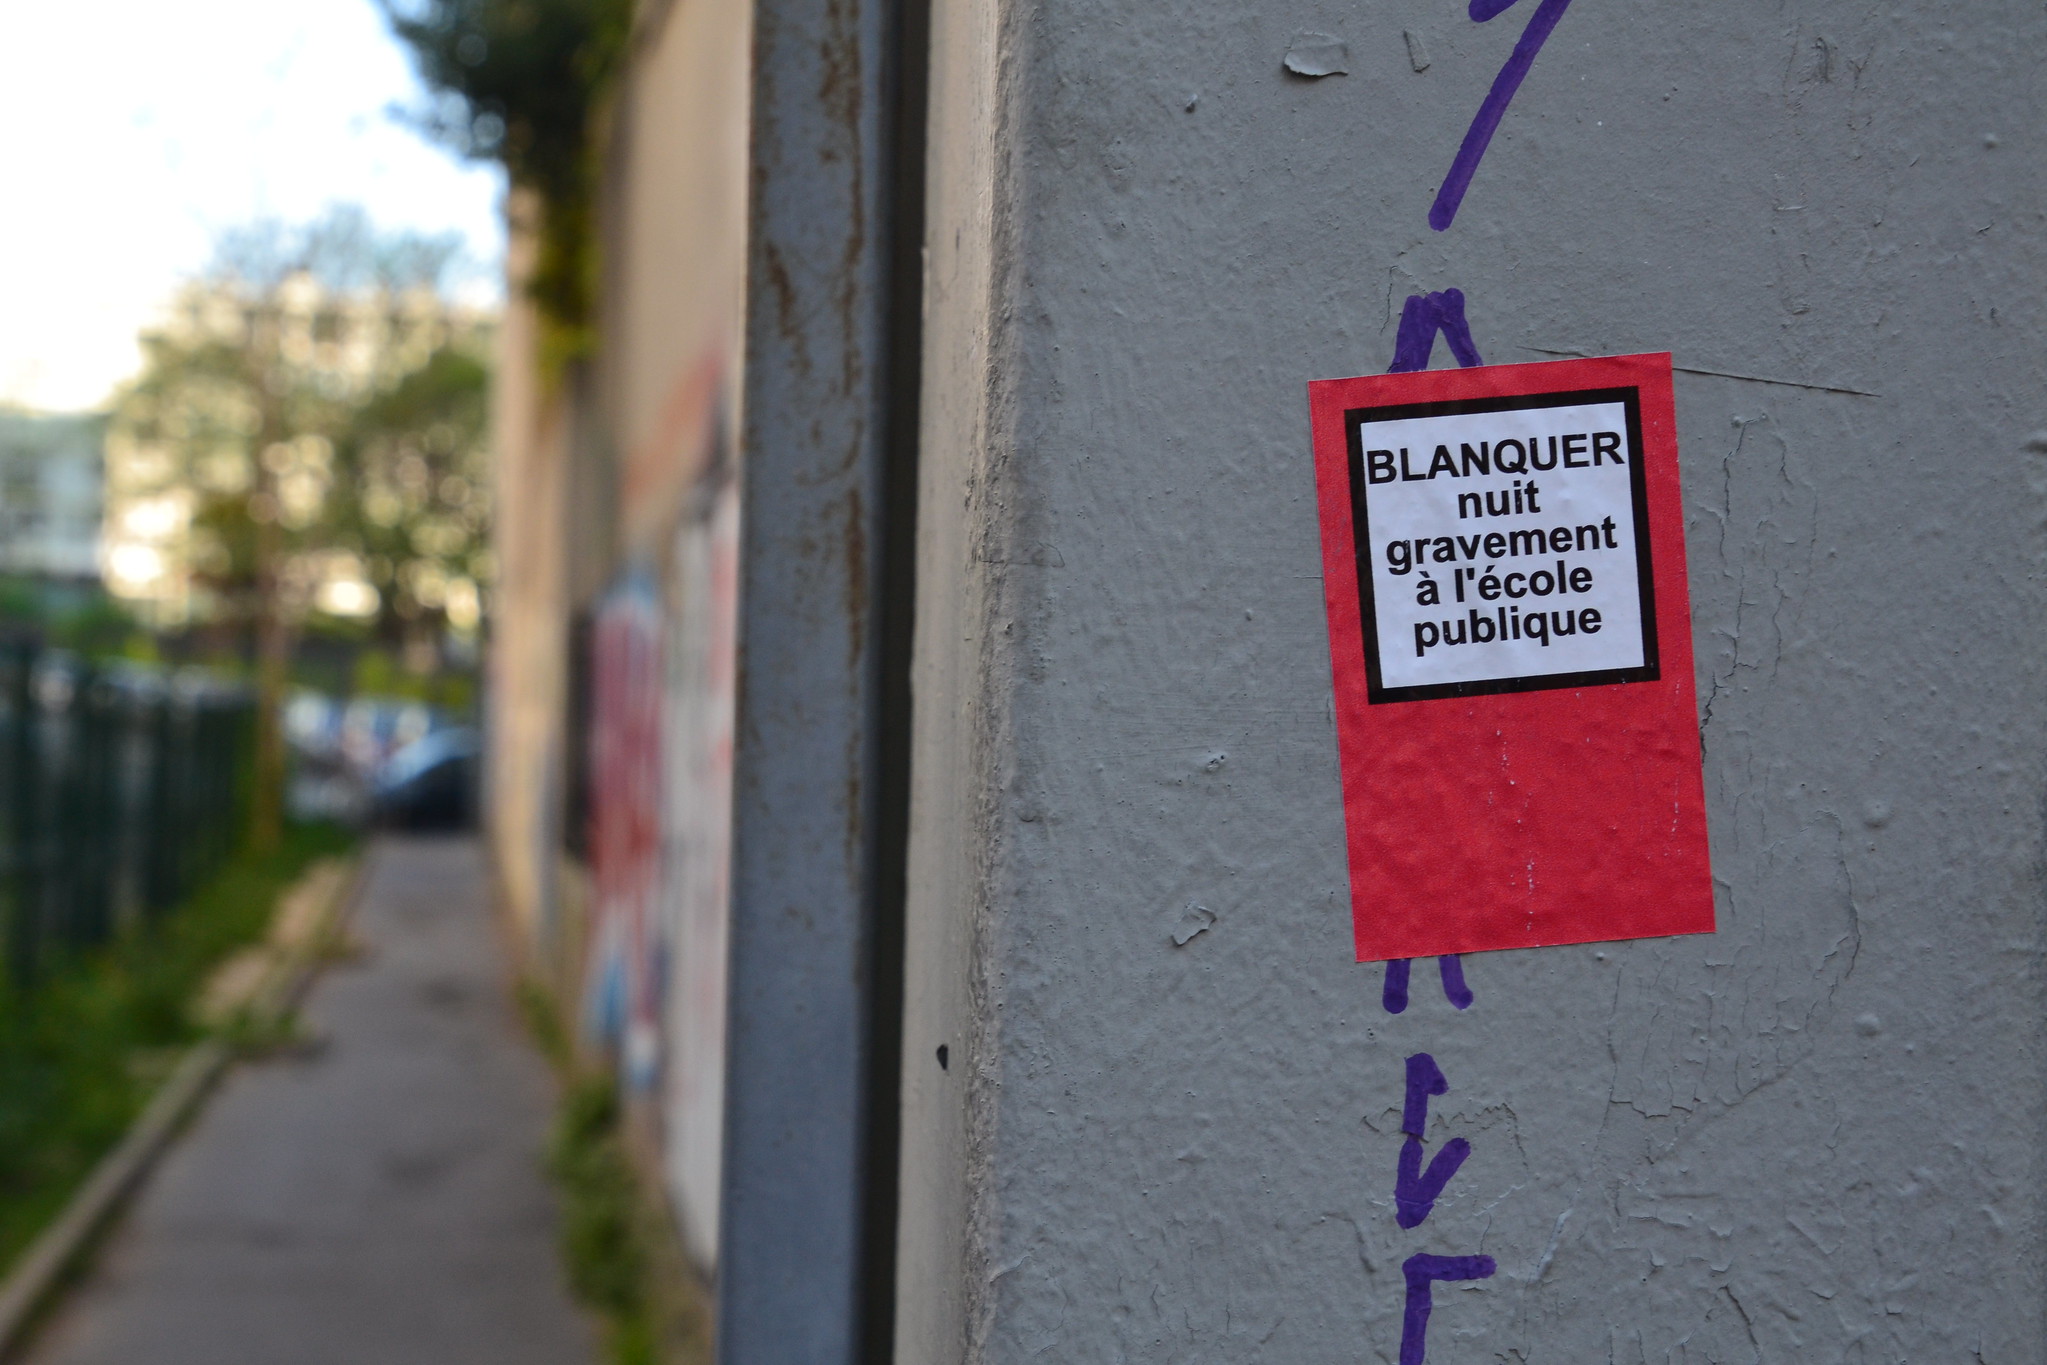 BLANQUER
nuit
gravement
à l'école
publique